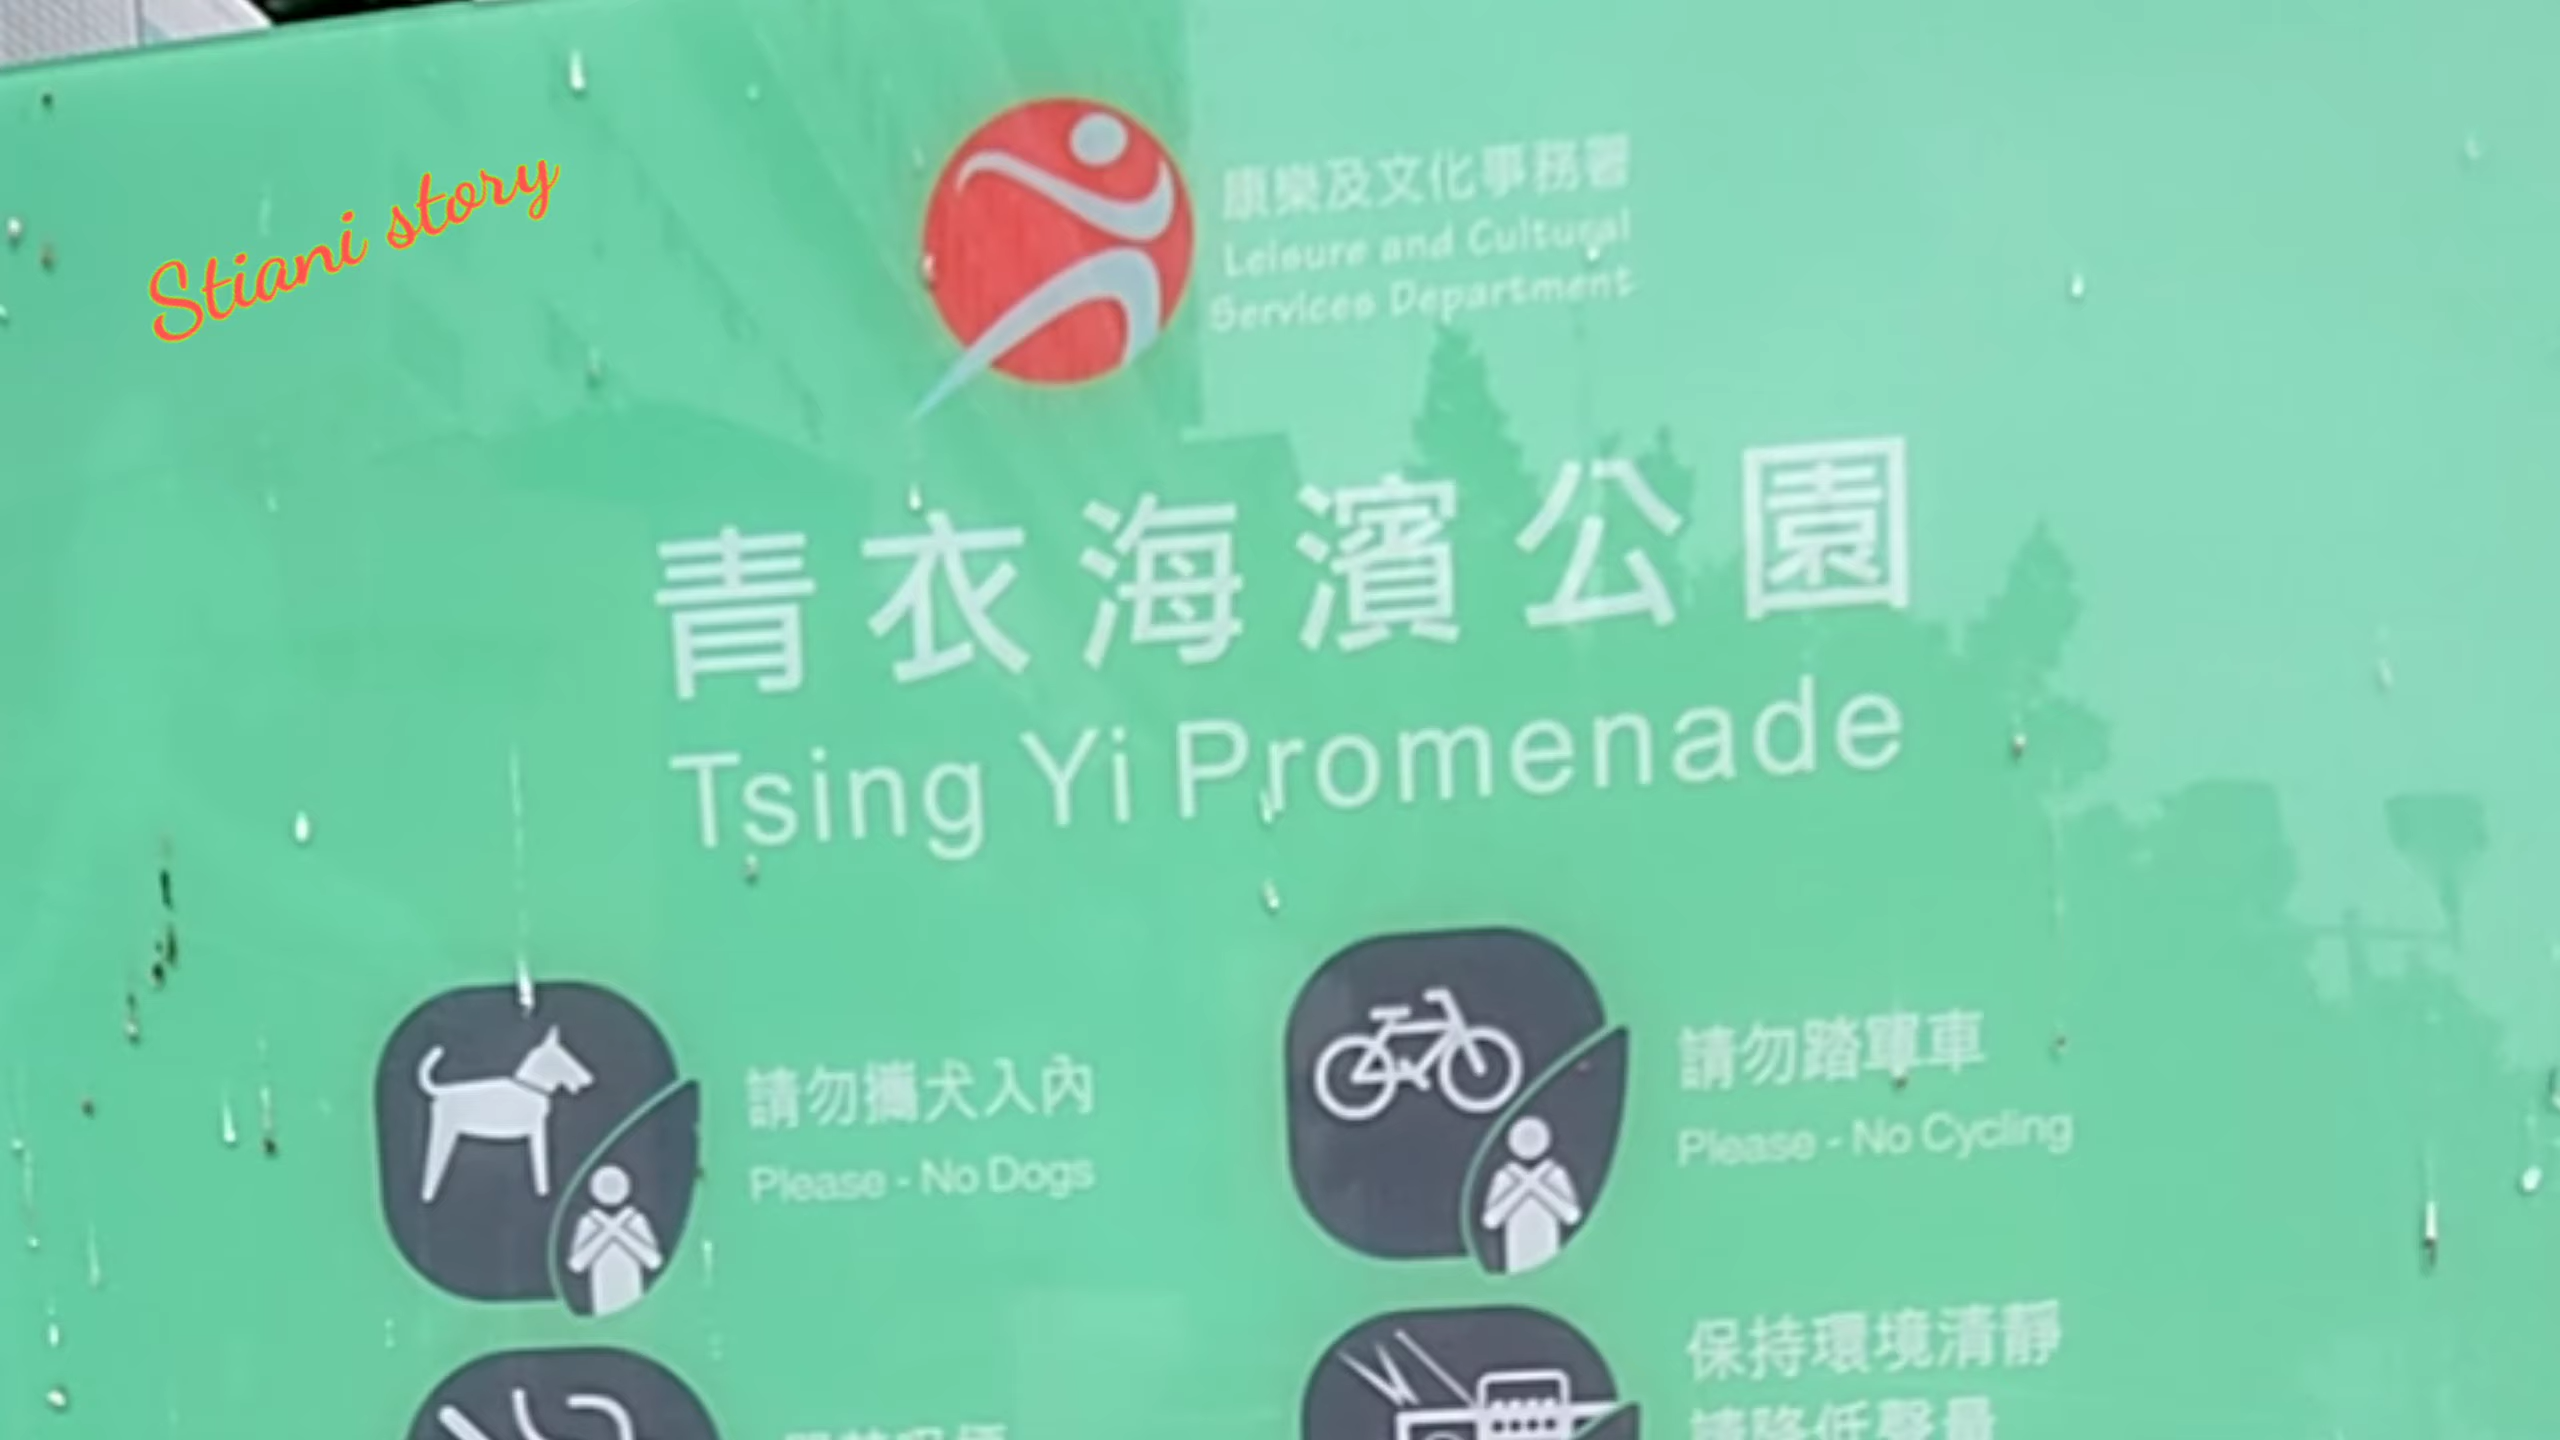 Stiani story
康樂及文化事務署
Leisure and Cultural
Services Department
青衣海濱公園
Tsing Yi Promenade
請勿攜犬入內
Please - No Dogs
請勿踏單車
Please - No Cycling
保持環境清靜
請降低聲量